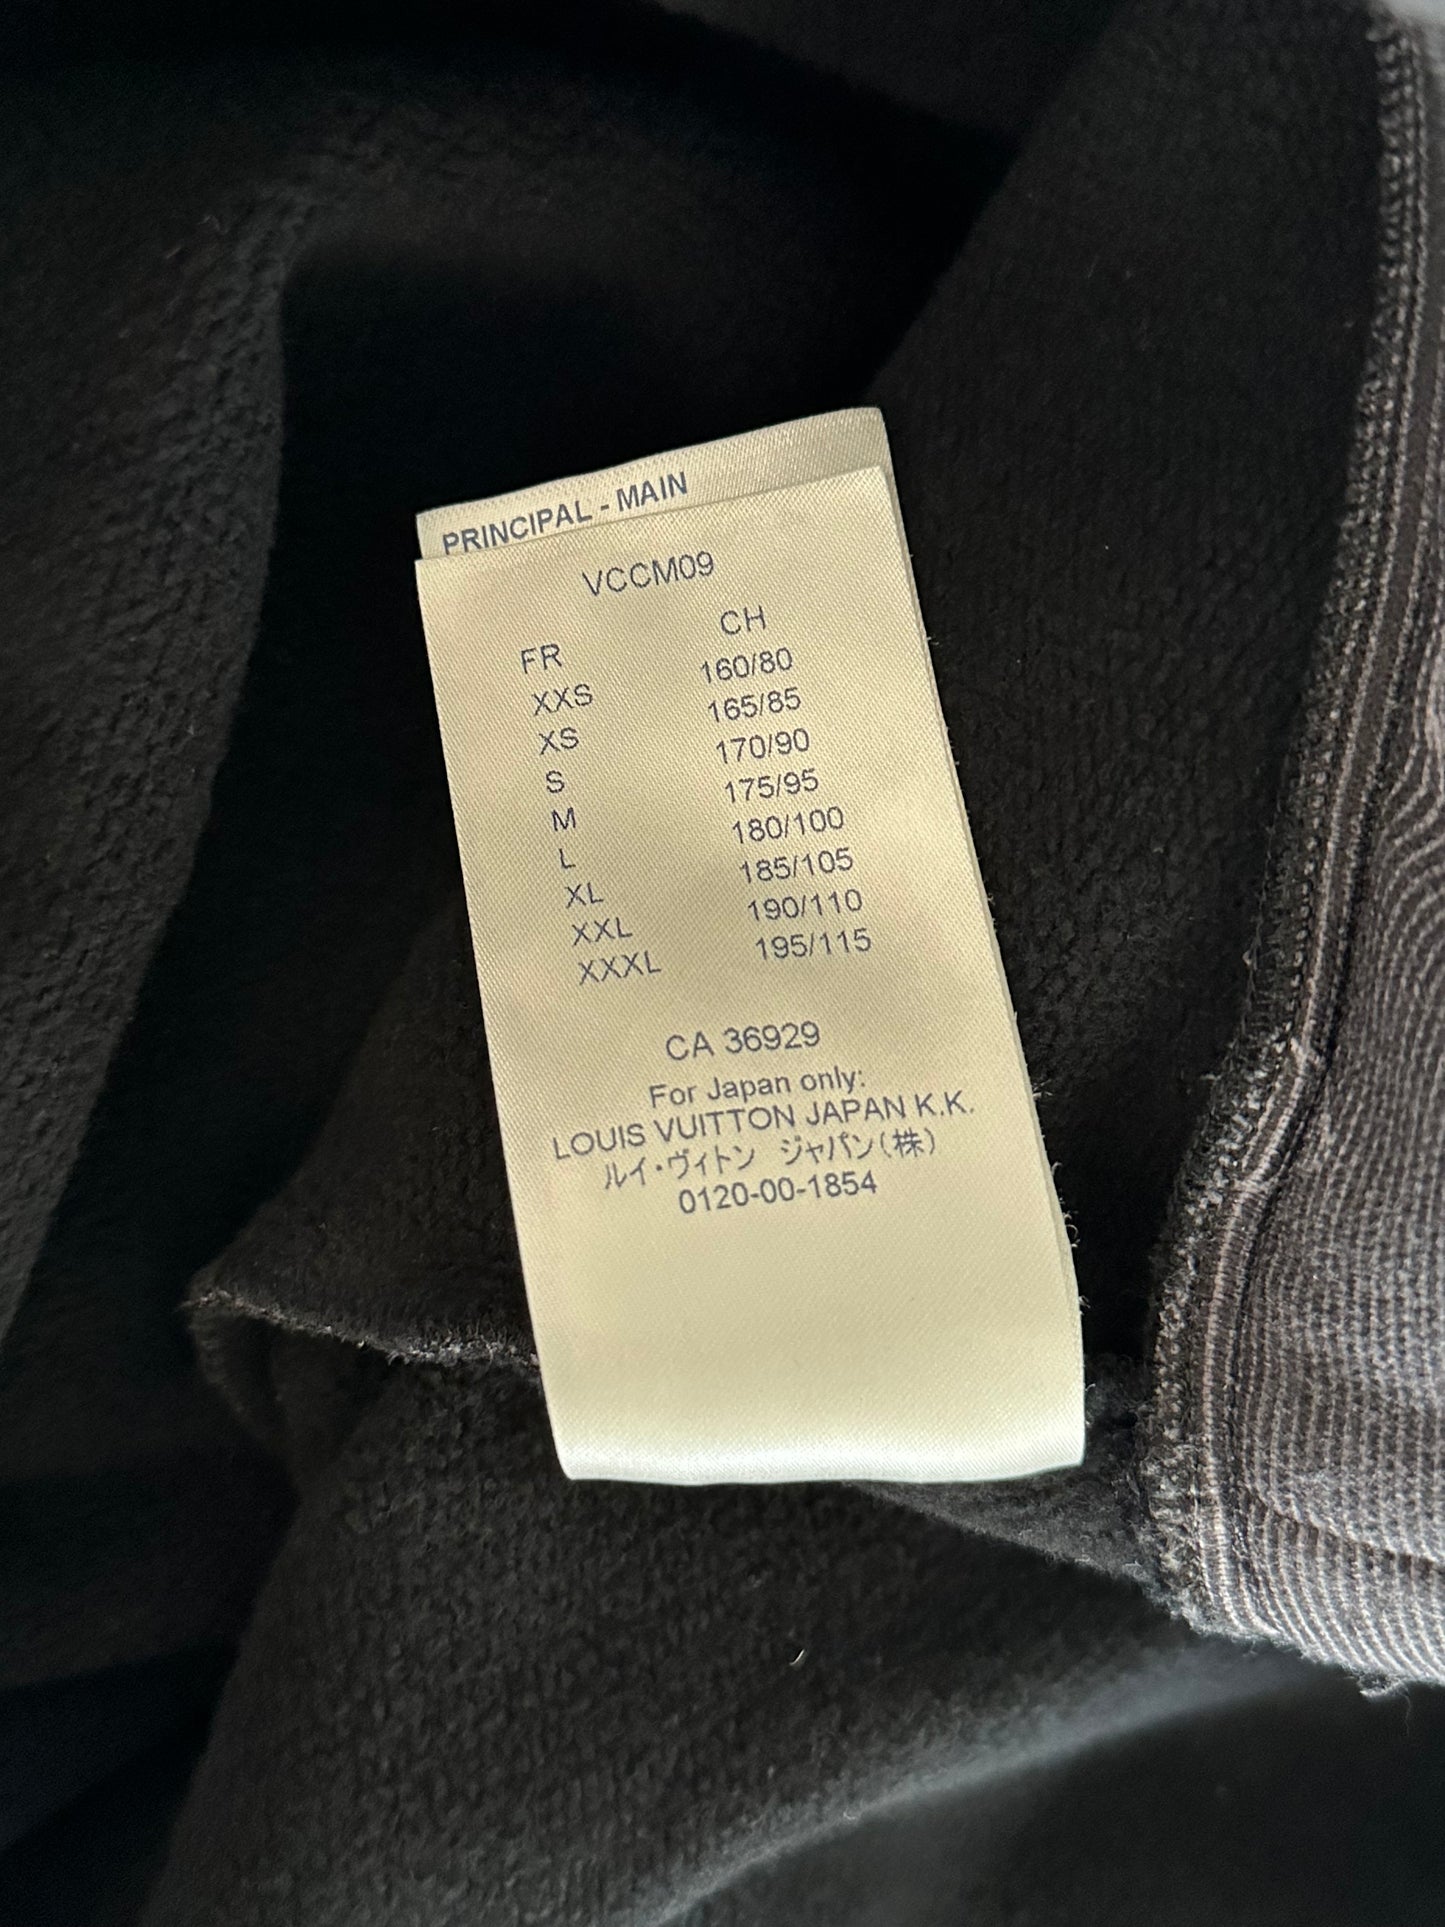 PRINCIPAL - MAIN
VCCM09
FR CH
XXS 160/80
XS 165/85
S 170/90
M 175/95
L 180/100
XL 185/105
XXL 190/110
XXXL 195/115
CA 36929
For Japan only:
LOUIS VUITTON JAPAN K.K.
ルイ・ヴィトン ジャパン(株)
0120-00-1854